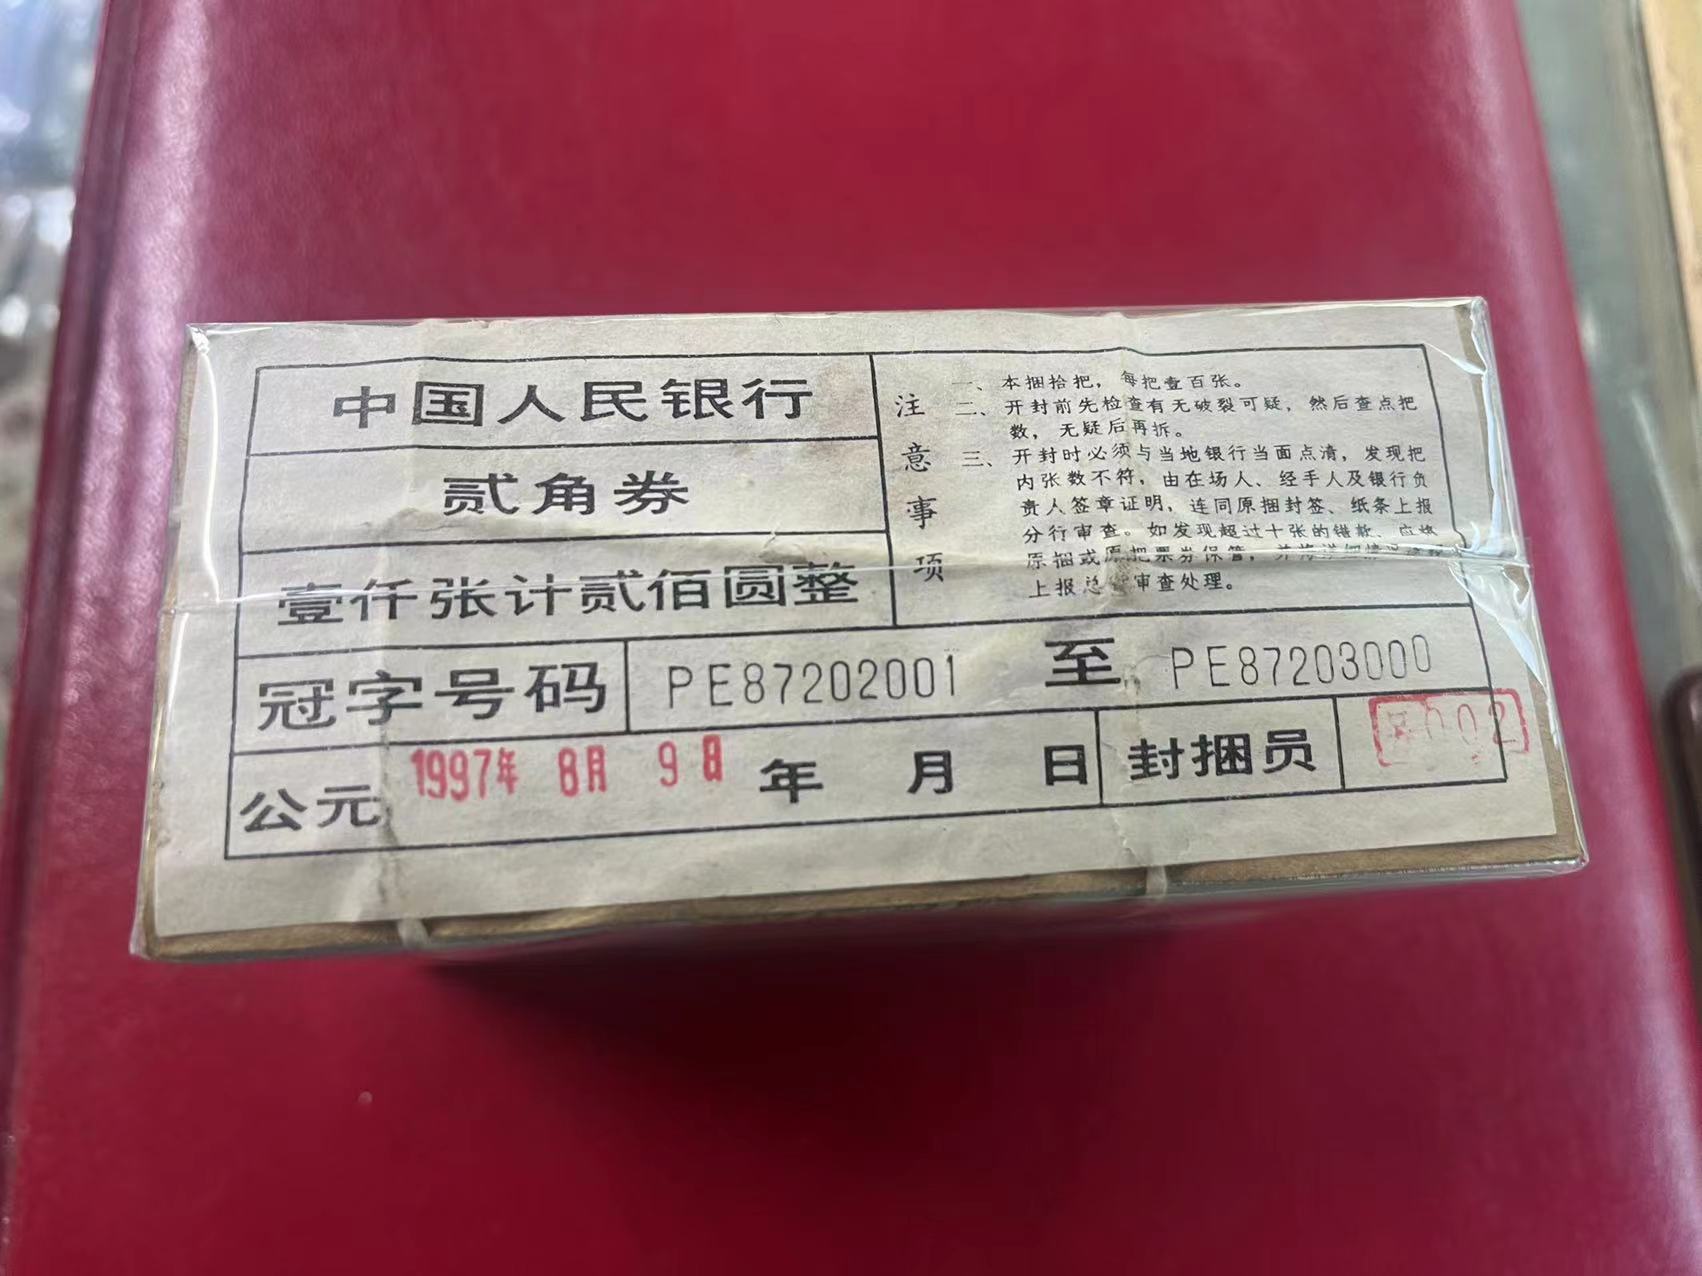 中国人民银行
贰角券
壹仟张计贰佰圆整
注意事项
一、本捆拾把，每把壹百张。
二、开封前先检查有无破裂可疑，然后查点把
数，无疑后再拆。
三、开封时必须与当地银行当面点清，发现把
内张数不符，由在场人、经手人及银行负
责人签章证明，连同原捆封签、纸条上报
分行审查。如发现超过十张的错款、应将
原捆或原把票券保管，并将详细情况
上报总 审查处理。
冠字号码 PE87202001 至 PE87203000
公元 1997年 8月 9日 年 月 日 封捆员 002